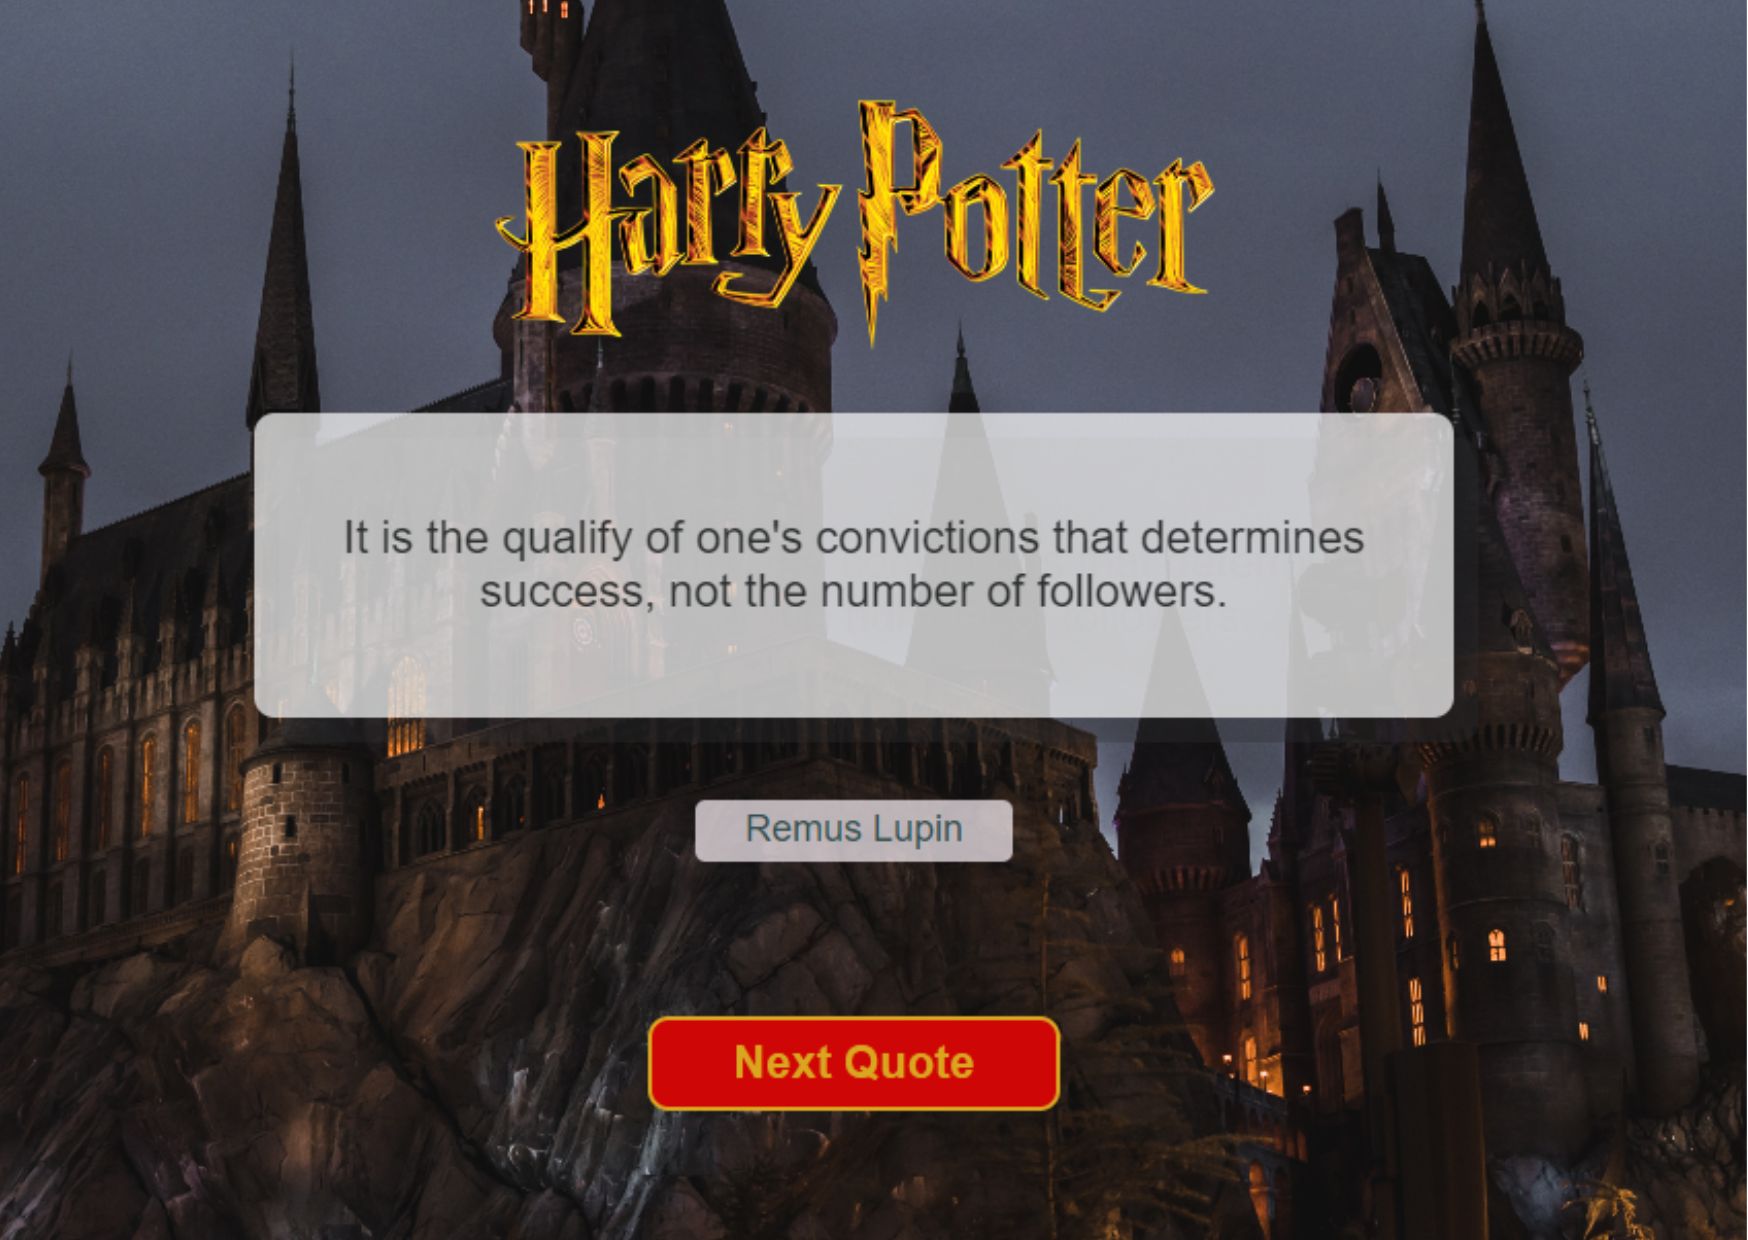 Harry Potter
It is the qualify of one's convictions that determines
success, not the number of followers.
Remus Lupin
Next Quote